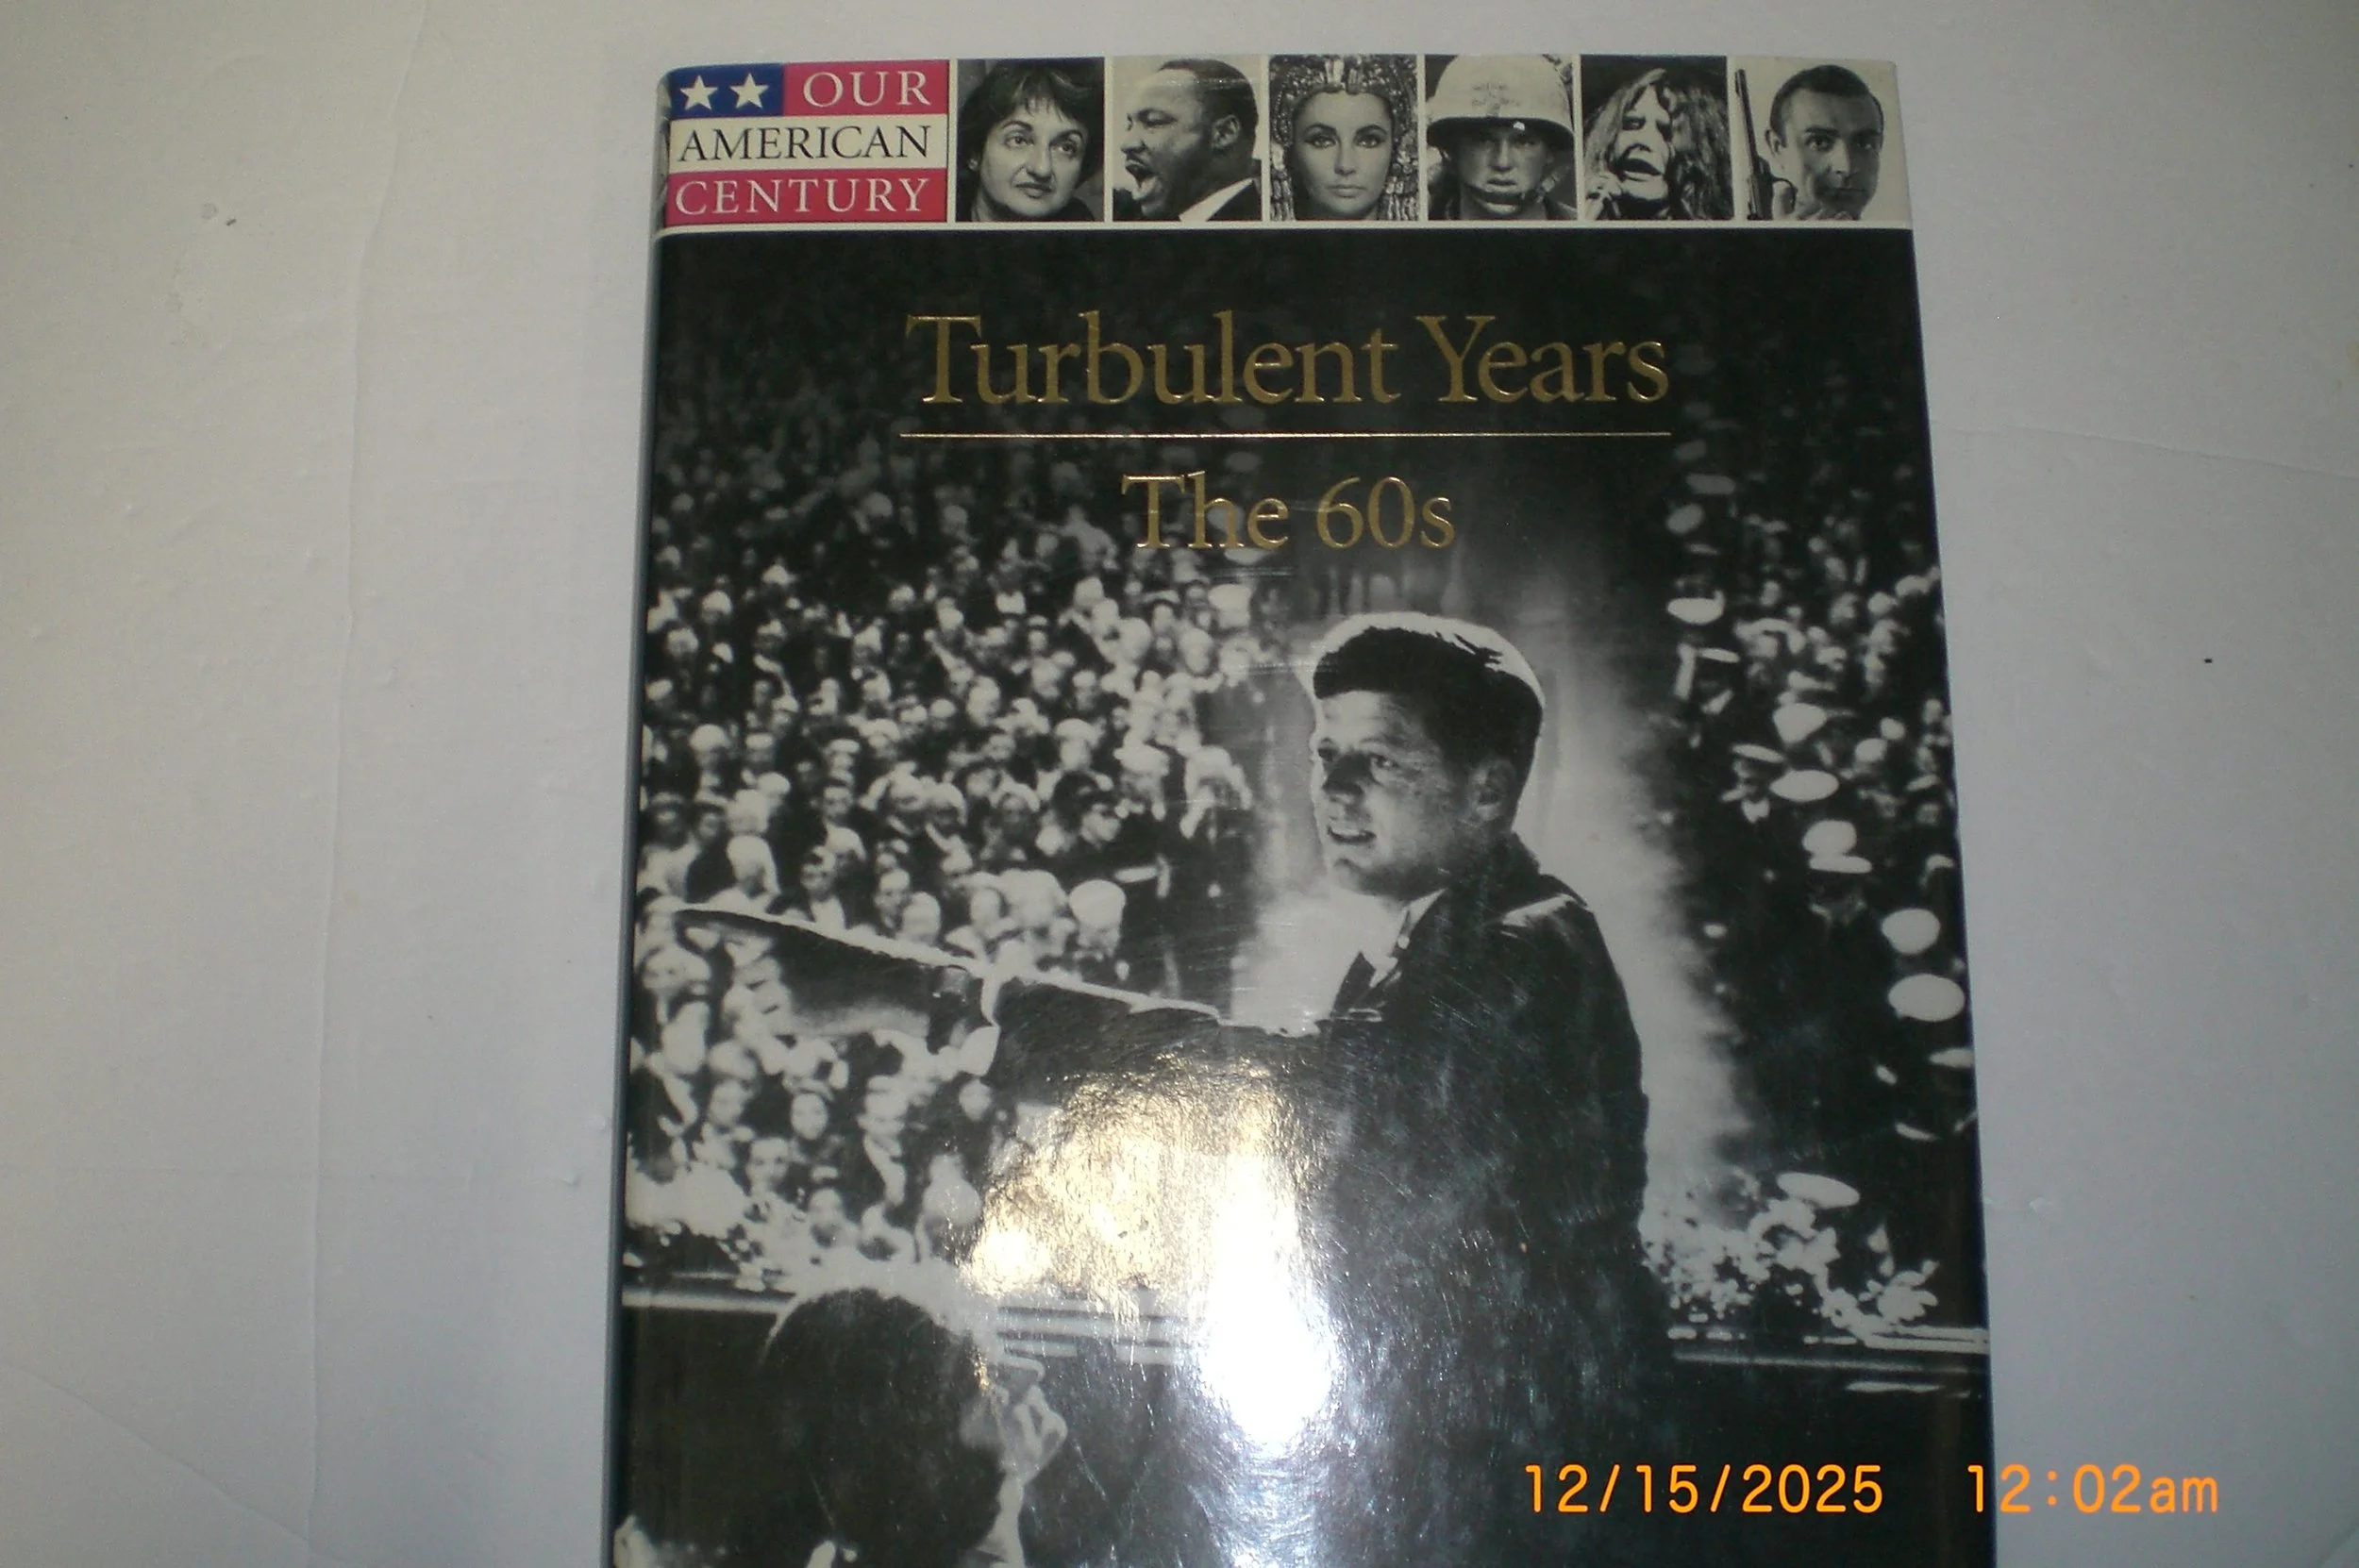 OUR
AMERICAN
CENTURY
Turbulent Years
The 60s
12/15/2025 12:02am